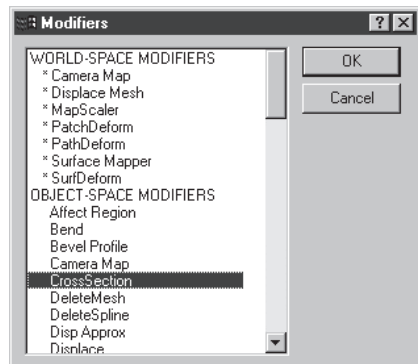 Modifiers
WORLD-SPACE MODIFIERS
* Camera Map
* Displace Mesh
* MapScaler
* PatchDeform
* PathDeform
* Surface Mapper
* SurfDeform
OBJECT-SPACE MODIFIERS
Affect Region
Bend
Bevel Profile
Camera Map
CrossSection
DeleteMesh
DeleteSpline
Disp Approx
Displace
OK
Cancel